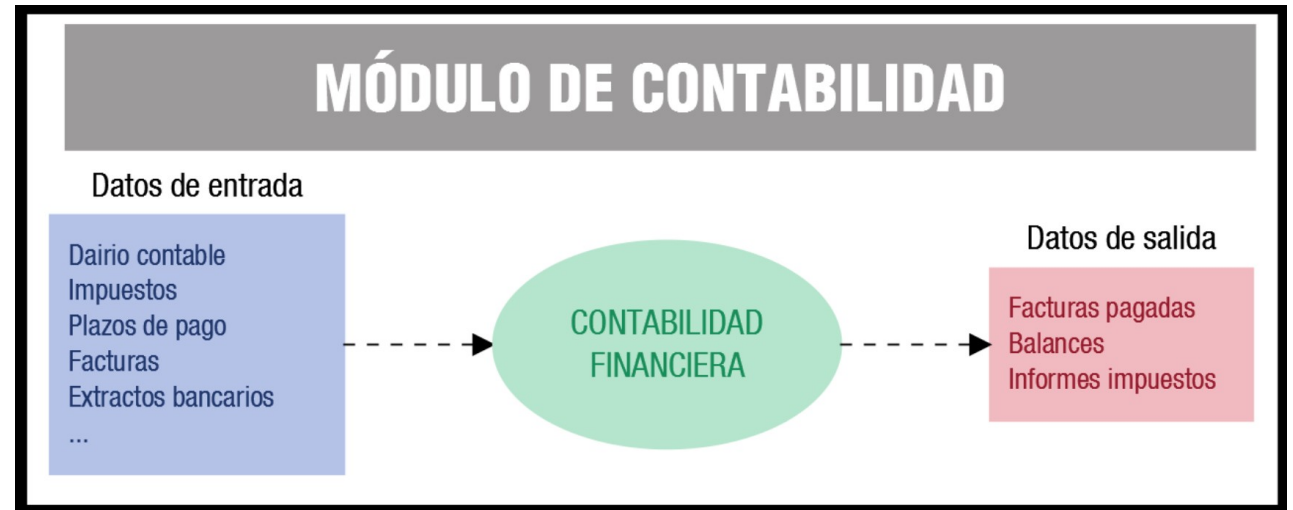 MÓDULO DE CONTABILIDAD
Datos de entrada
Dairio contable
Impuestos
Plazos de pago
Facturas
Extractos bancarios
...
CONTABILIDAD
FINANCIERA
Datos de salida
Facturas pagadas
Balances
Informes impuestos